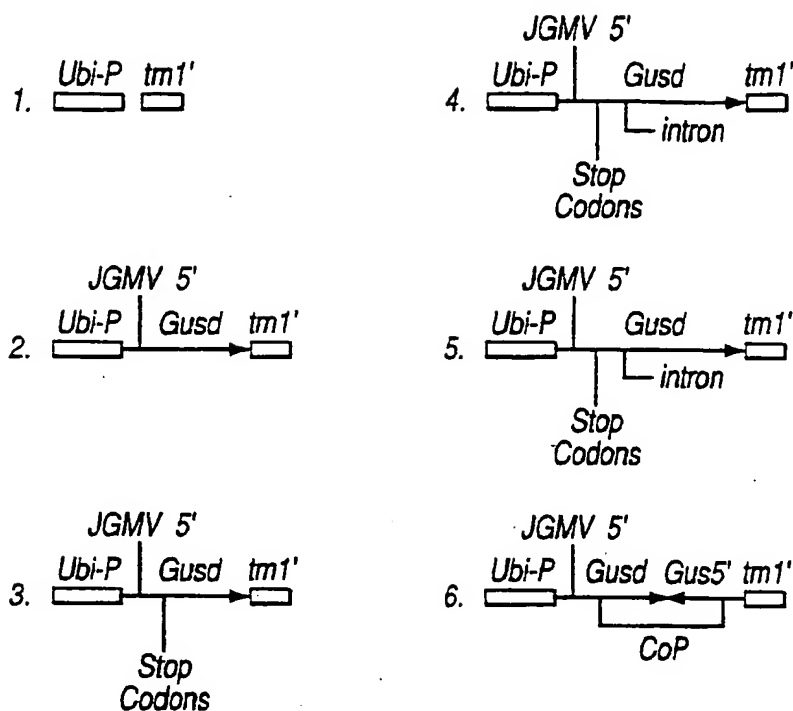 Ubi-P tm1'
1.
JGMV 5'
Ubi-P Gusd tm1'
2.
JGMV 5'
Ubi-P Gusd tm1'
3.
Stop
Codons
JGMV 5'
Ubi-P Gusd tm1'
4.
intron
Stop
Codons
JGMV 5'
Ubi-P Gusd tm1'
5.
intron
Stop
Codons
JGMV 5'
Ubi-P Gusd Gus5' tm1'
6.
CoP